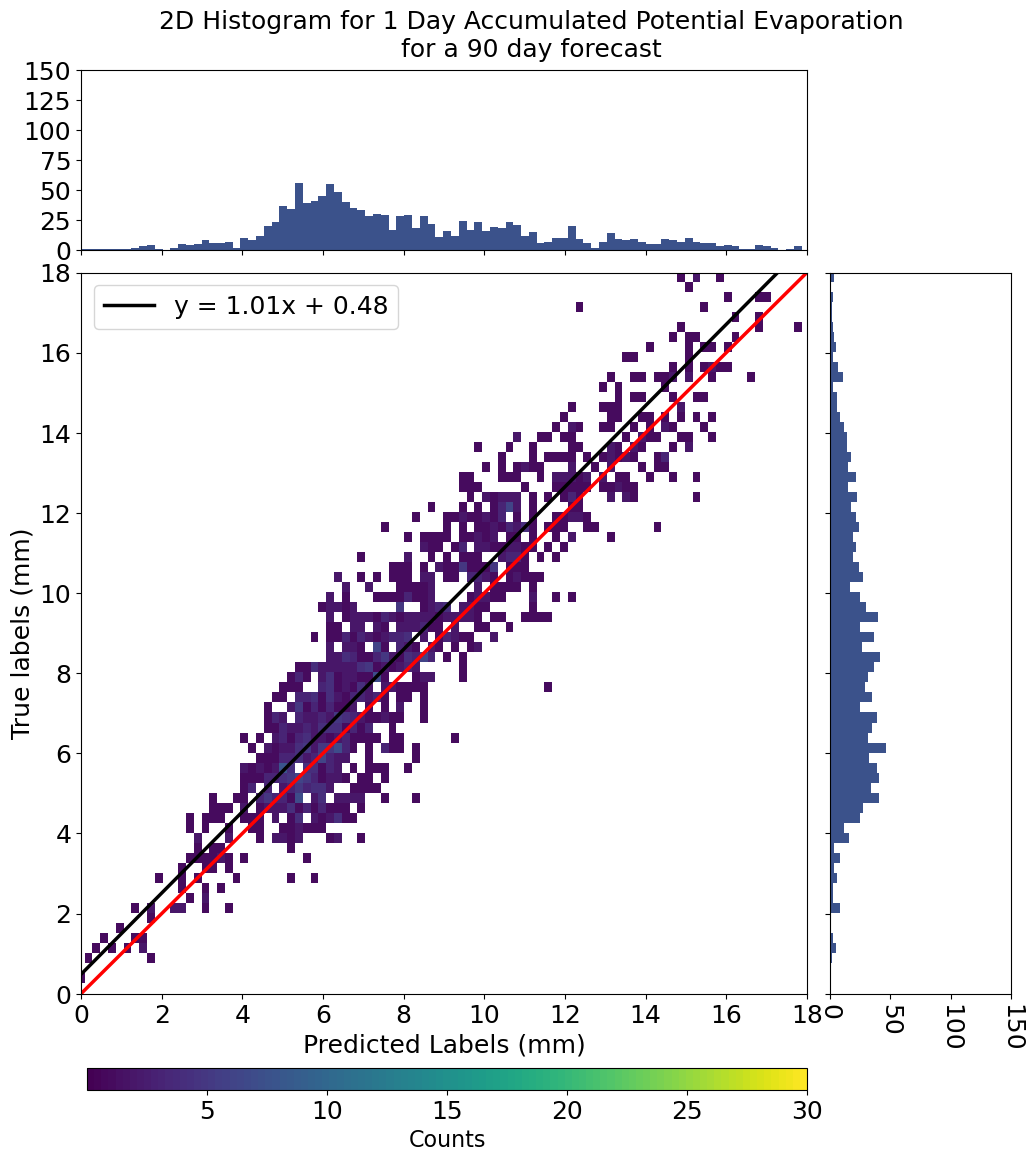 2D Histogram for 1 Day Accumulated Potential Evaporation
for a 90 day forecast
150
125
100
75
50
25
0
18
16
14
12
10
8
6
4
2
0
y = 1.01x + 0.48
True labels (mm)
0 2 4 6 8 10 12 14 16 18
Predicted Labels (mm)
0 50 100 150
5 10 15 20 25 30
Counts